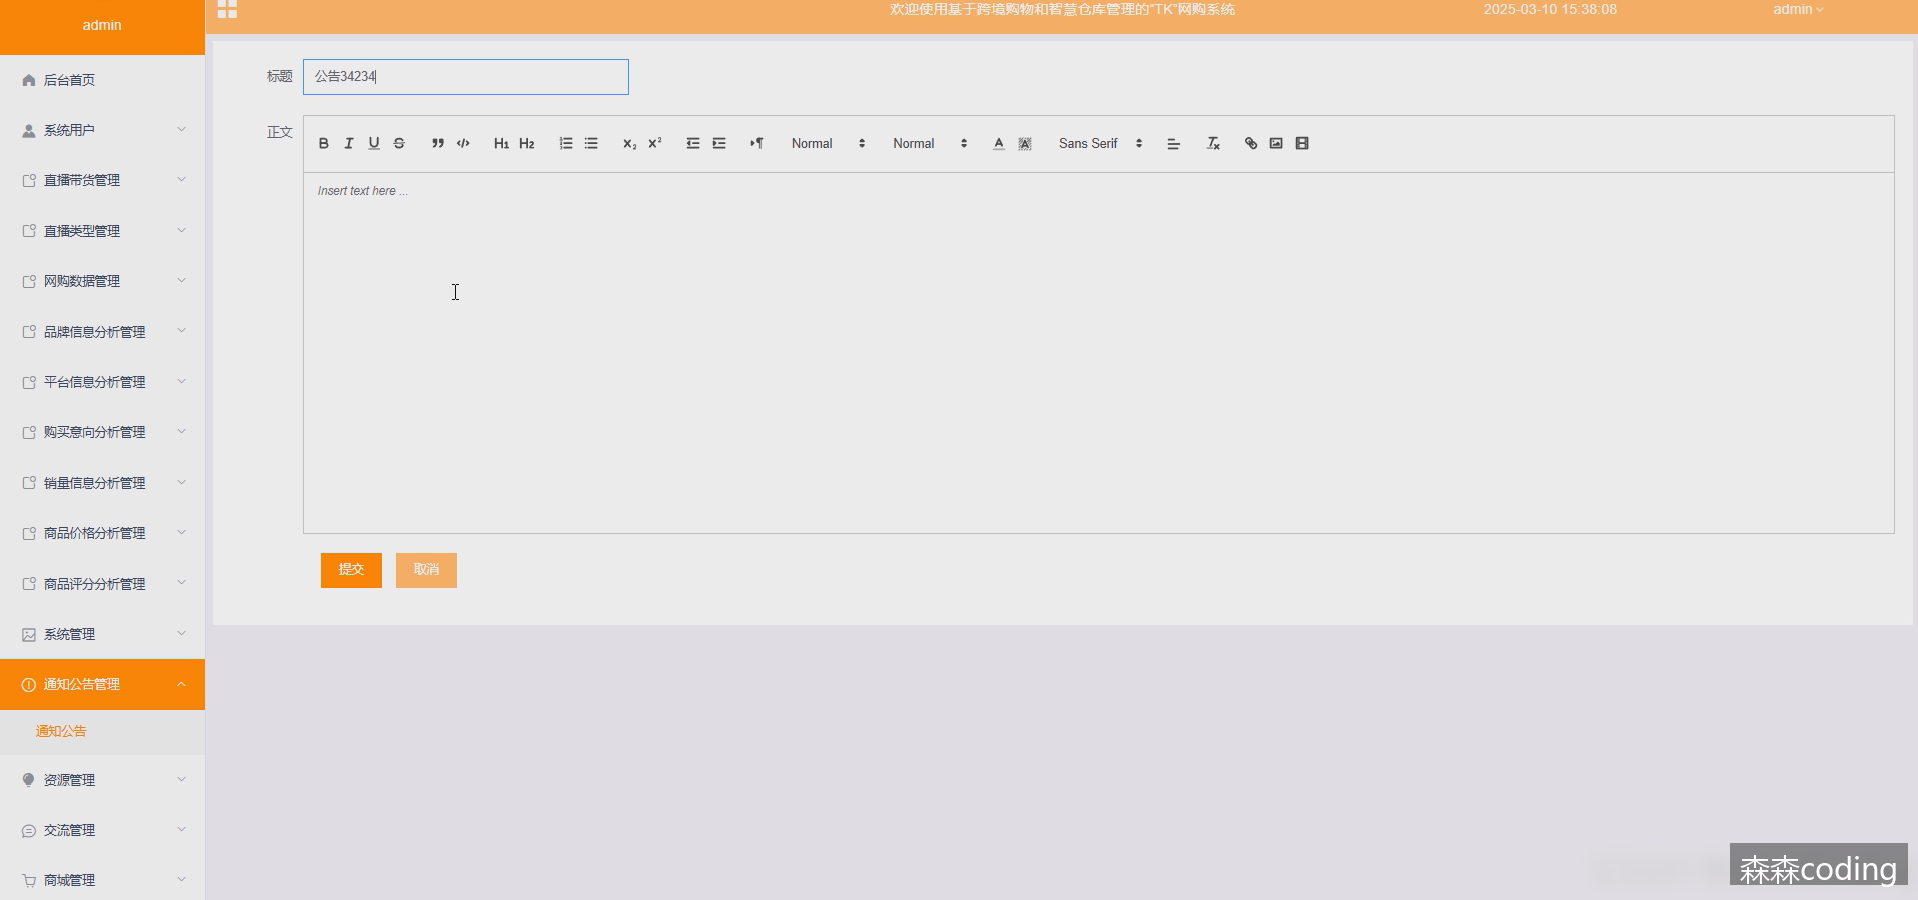 admin
欢迎使用基于跨境购物和智慧仓库管理的"TK"网购系统
2025-03-10 15:38:08
admin
后台首页
系统用户
直播带货管理
直播类型管理
网购数据管理
品牌信息分析管理
平台信息分析管理
购买意向分析管理
销量信息分析管理
商品价格分析管理
商品评分分析管理
系统管理
通知公告管理
通知公告
资源管理
交流管理
商城管理
标题
公告34234
正文
B I U S H1 H2 X2 X2 Normal Normal A A Sans Serif Tx
Insert text here ...
提交
取消
森森coding